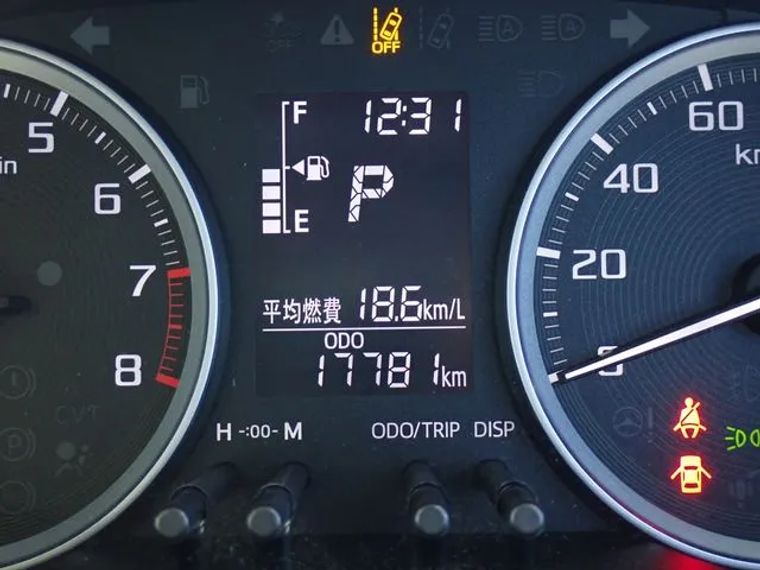 OFF
F 12:31
P
E
平均燃費 18.6km/L
ODO
17781km
H -:00- M ODO/TRIP DISP
5
6
7
8
in
60
40
20
km
CVT